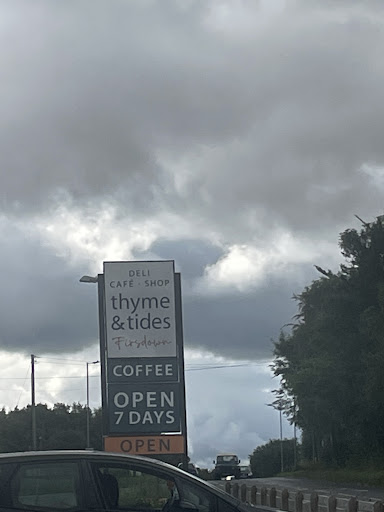 DELI
CAFÉ · SHOP
thyme
&tides
Firsdown
COFFEE
OPEN
7 DAYS
OPEN